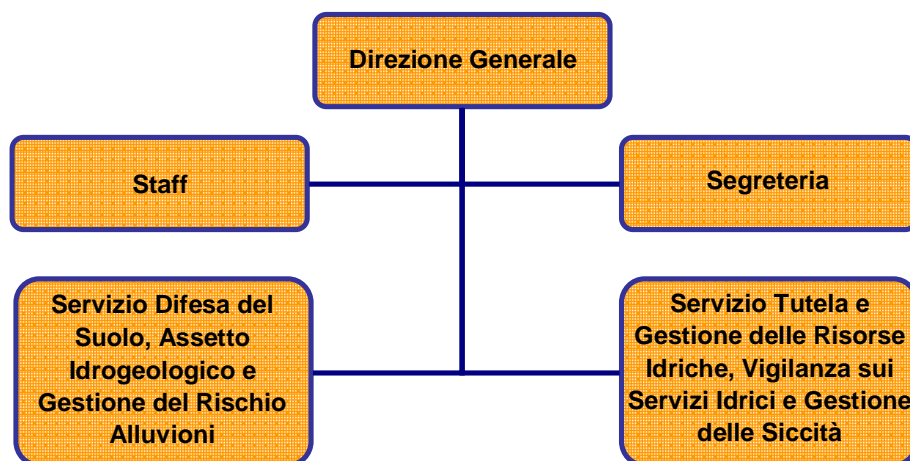 Direzione Generale
Staff
Segreteria
Servizio Difesa del
Suolo, Assetto
Idrogeologico e
Gestione del Rischio
Alluvioni
Servizio Tutela e
Gestione delle Risorse
Idriche, Vigilanza sui
Servizi Idrici e Gestione
delle Siccità